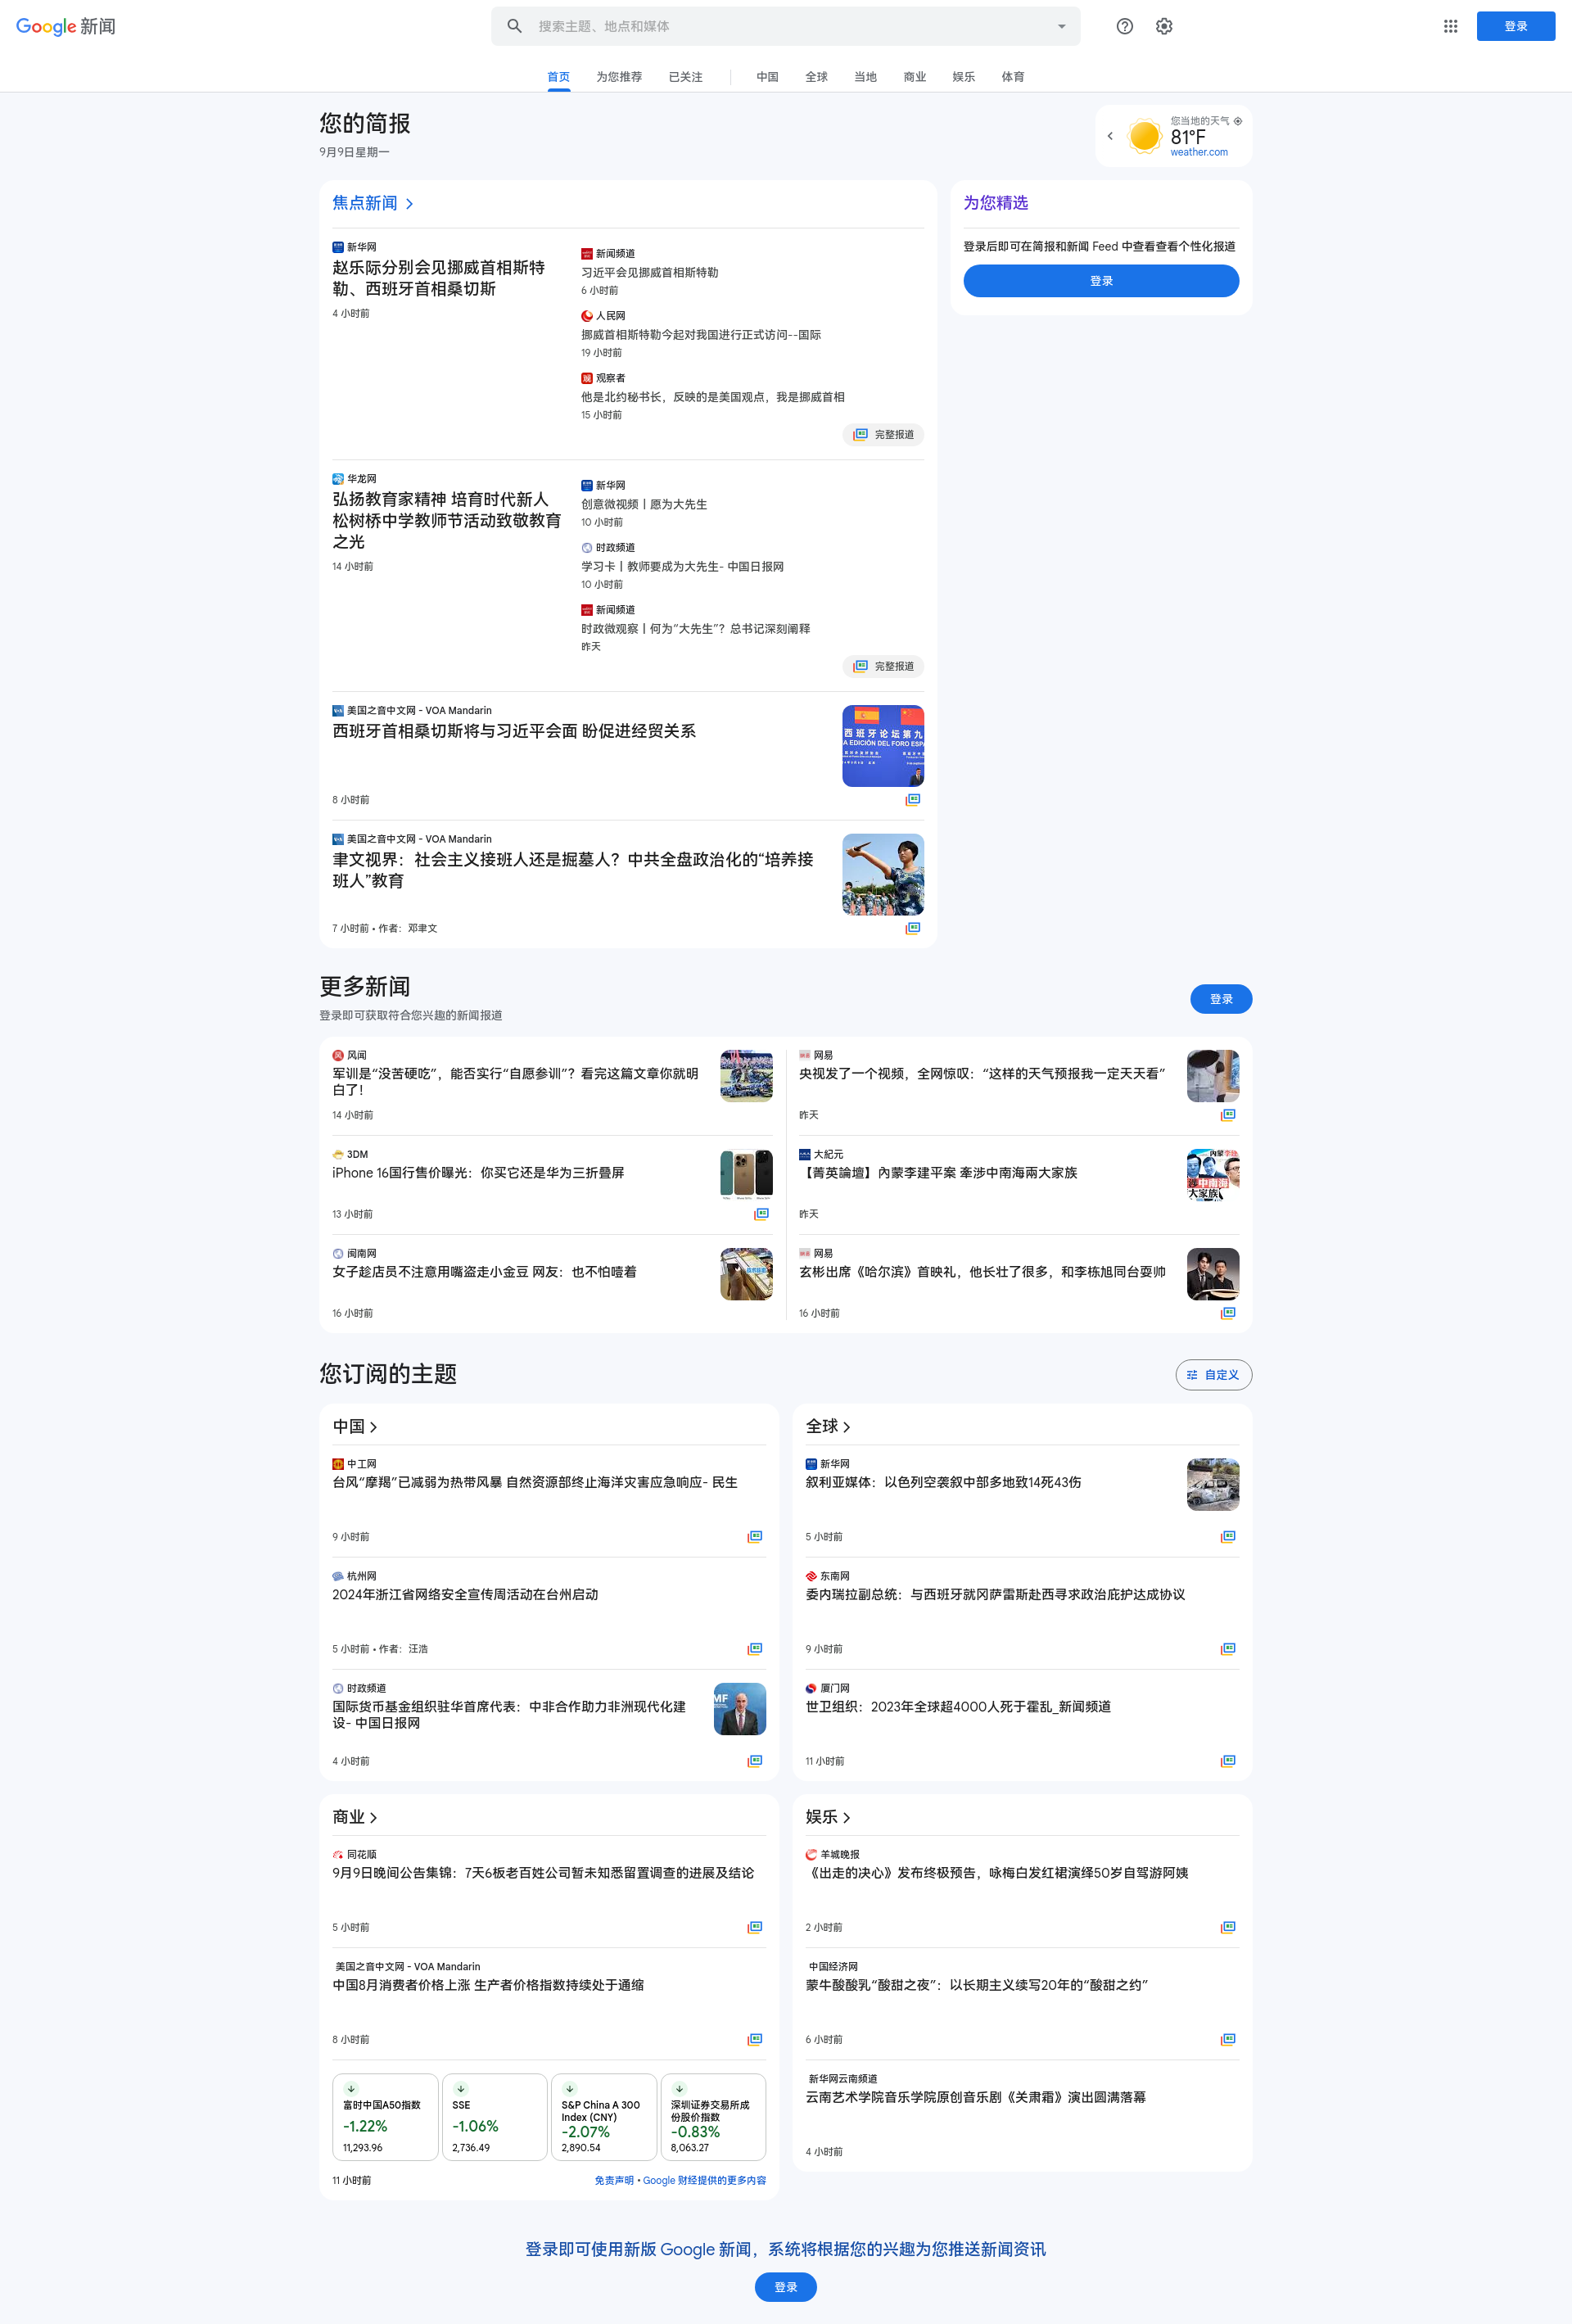 Google 新闻
搜索主题、地点和媒体
登录
首页
为您推荐
已关注
中国
全球
当地
商业
娱乐
体育
您的简报
9月9日星期一
您当地的天气
81°F
weather.com
焦点新闻
新华网
赵乐际分别会见挪威首相斯特
勒、西班牙首相桑切斯
4 小时前
新闻频道
习近平会见挪威首相斯特勒
6 小时前
人民网
挪威首相斯特勒今起对我国进行正式访问--国际
19 小时前
观察者
他是北约秘书长，反映的是美国观点，我是挪威首相
15 小时前
完整报道
华龙网
弘扬教育家精神 培育时代新人
松树桥中学教师节活动致敬教育
之光
14 小时前
新华网
创意微视频丨愿为大先生
10 小时前
时政频道
学习卡丨教师要成为大先生- 中国日报网
10 小时前
新闻频道
时政微观察丨何为“大先生”？总书记深刻阐释
昨天
完整报道
美国之音中文网 - VOA Mandarin
西班牙首相桑切斯将与习近平会面 盼促进经贸关系
8 小时前
西班牙论坛第九
A EDICIÓN DEL FORO ESPA
美国之音中文网 - VOA Mandarin
聿文视界：社会主义接班人还是掘墓人？中共全盘政治化的“培养接
班人”教育
7 小时前 • 作者：邓聿文
为您精选
登录后即可在简报和新闻 Feed 中查看查看个性化报道
登录
更多新闻
登录即可获取符合您兴趣的新闻报道
登录
风闻
军训是“没苦硬吃”，能否实行“自愿参训”？看完这篇文章你就明
白了！
14 小时前
3DM
iPhone 16国行售价曝光：你买它还是华为三折叠屏
13 小时前
闽南网
女子趁店员不注意用嘴盗走小金豆 网友：也不怕噎着
16 小时前
网易
央视发了一个视频，全网惊叹：“这样的天气预报我一定天天看”
昨天
大紀元
【菁英論壇】內蒙李建平案 牽涉中南海兩大家族
昨天
內蒙李建
中南海
大家族
网易
玄彬出席《哈尔滨》首映礼，他长壮了很多，和李栋旭同台耍帅
16 小时前
您订阅的主题
自定义
中国
中工网
台风“摩羯”已减弱为热带风暴 自然资源部终止海洋灾害应急响应- 民生
9 小时前
杭州网
2024年浙江省网络安全宣传周活动在台州启动
5 小时前 • 作者：汪浩
时政频道
国际货币基金组织驻华首席代表：中非合作助力非洲现代化建
设- 中国日报网
4 小时前
MF
全球
新华网
叙利亚媒体：以色列空袭叙中部多地致14死43伤
5 小时前
东南网
委内瑞拉副总统：与西班牙就冈萨雷斯赴西寻求政治庇护达成协议
9 小时前
厦门网
世卫组织：2023年全球超4000人死于霍乱_新闻频道
11 小时前
商业
同花顺
9月9日晚间公告集锦：7天6板老百姓公司暂未知悉留置调查的进展及结论
5 小时前
美国之音中文网 - VOA Mandarin
中国8月消费者价格上涨 生产者价格指数持续处于通缩
8 小时前
富时中国A50指数
-1.22%
11,293.96
SSE
-1.06%
2,736.49
S&P China A 300
Index (CNY)
-2.07%
2,890.54
深圳证券交易所成
份股价指数
-0.83%
8,063.27
11 小时前
免责声明 • Google 财经提供的更多内容
娱乐
羊城晚报
《出走的决心》发布终极预告，咏梅白发红裙演绎50岁自驾游阿姨
2 小时前
中国经济网
蒙牛酸酸乳“酸甜之夜”：以长期主义续写20年的“酸甜之约”
6 小时前
新华网云南频道
云南艺术学院音乐学院原创音乐剧《关肃霜》演出圆满落幕
4 小时前
登录即可使用新版 Google 新闻，系统将根据您的兴趣为您推送新闻资讯
登录